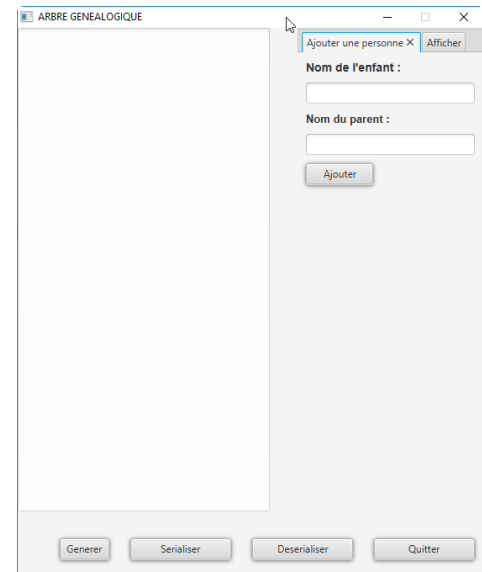 ARBRE GENEALOGIQUE
Ajouter une personne Afficher
Nom de l'enfant :
Nom du parent :
Ajouter
Generer Serialiser Deserialiser Quitter